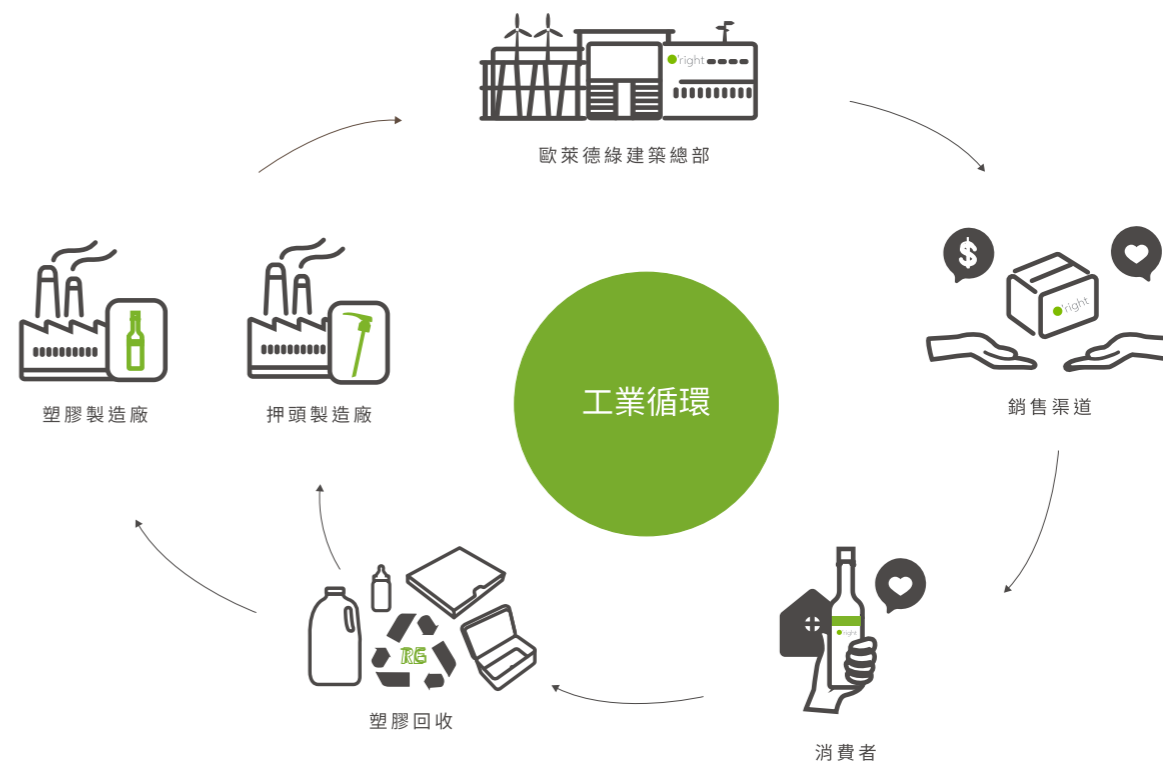 O'right
歐萊德綠建築總部
$
O'right
銷售渠道
塑膠製造廠
押頭製造廠
工業循環
O'right
RE
塑膠回收
消費者